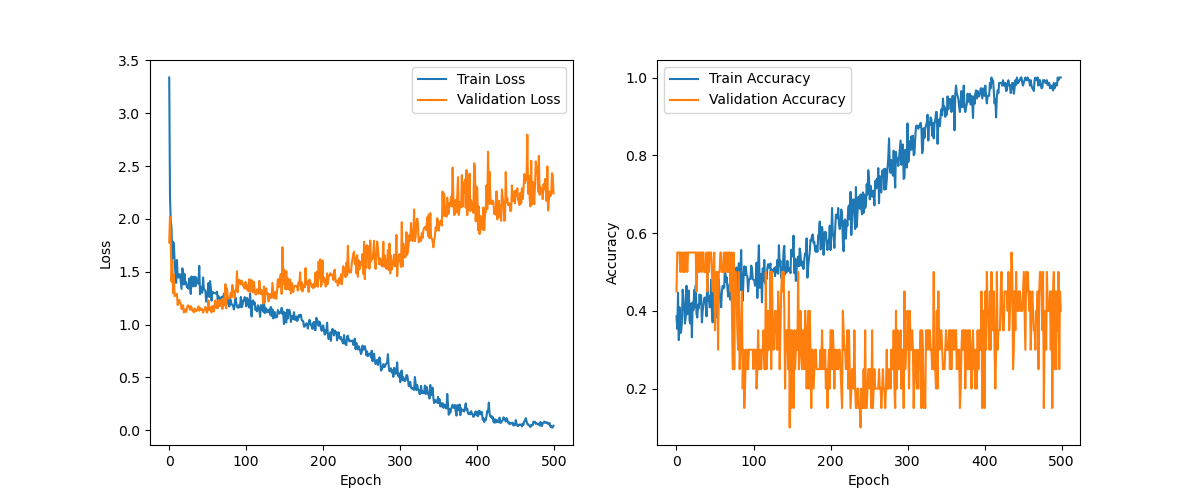 3.5
3.0
2.5
2.0
1.5
1.0
0.5
0.0
Loss
0 100 200 300 400 500
Epoch
Train Loss
Validation Loss
1.0
0.8
0.6
0.4
0.2
Accuracy
0 100 200 300 400 500
Epoch
Train Accuracy
Validation Accuracy